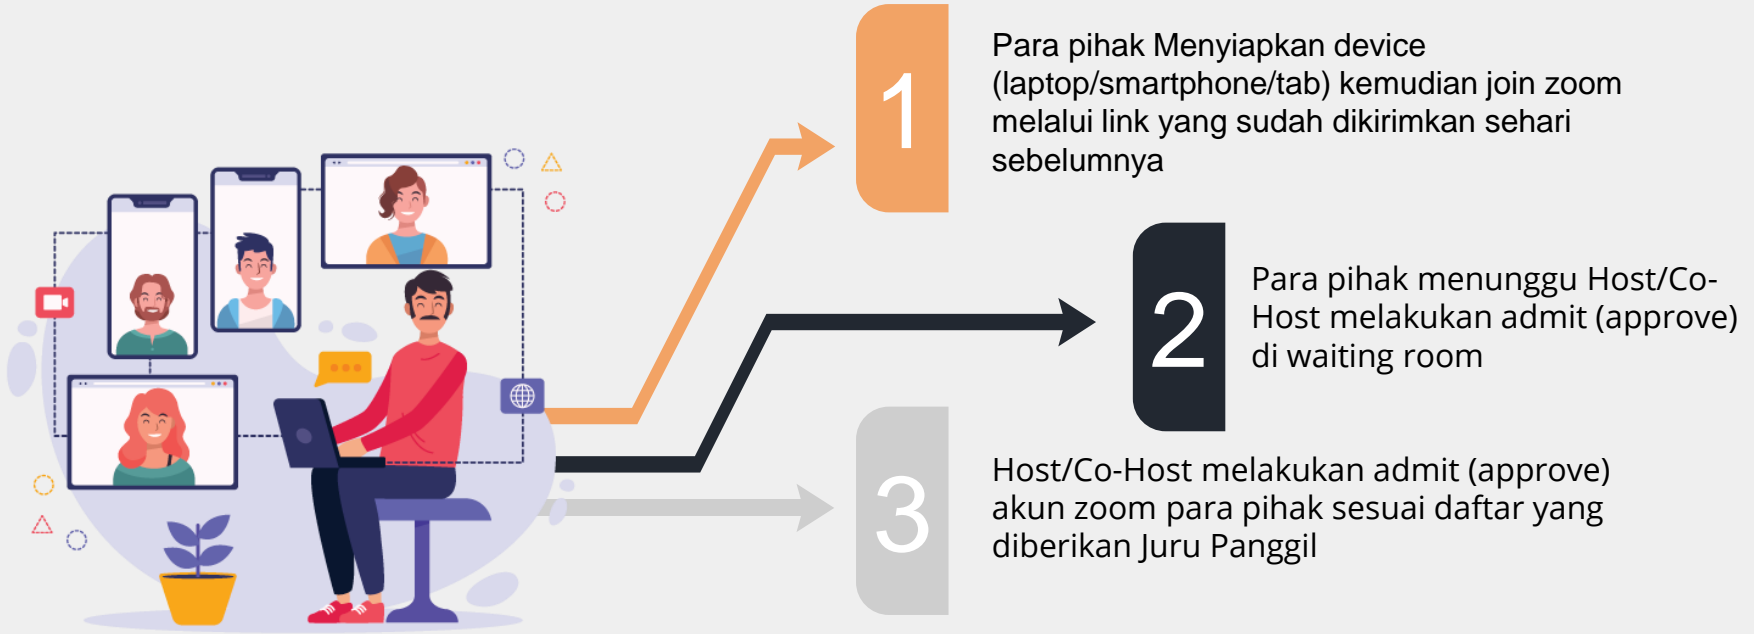 1
Para pihak Menyiapkan device
(laptop/smartphone/tab) kemudian join zoom
melalui link yang sudah dikirimkan sehari
sebelumnya
2
Para pihak menunggu Host/Co-
Host melakukan admit (approve)
di waiting room
3
Host/Co-Host melakukan admit (approve)
akun zoom para pihak sesuai daftar yang
diberikan Juru Panggil